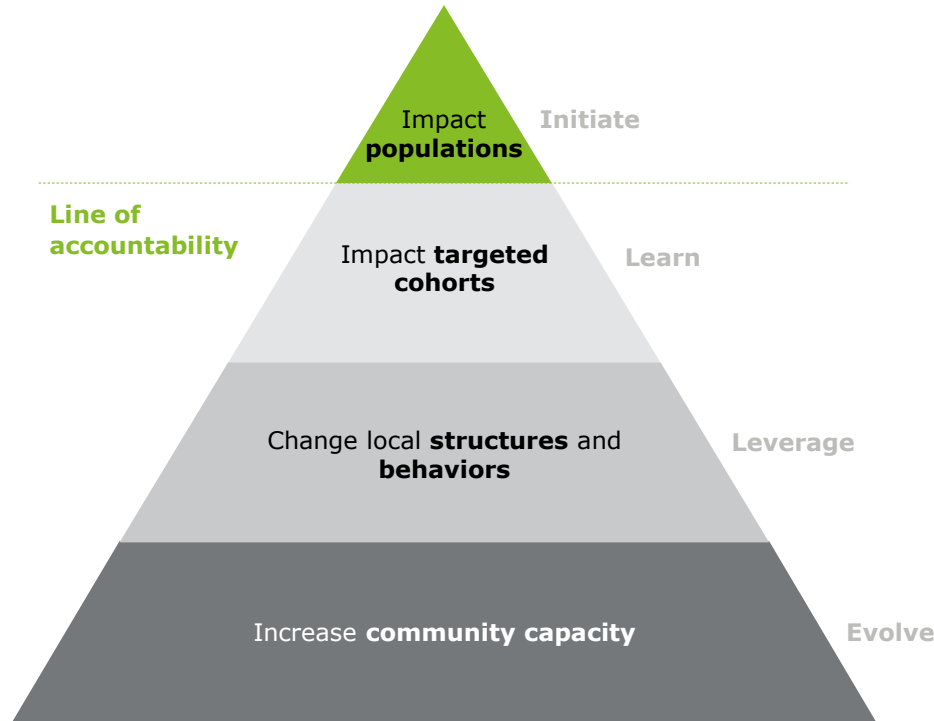 Impact
populations
Initiate
Line of
accountability
Impact targeted
cohorts
Learn
Change local structures and
behaviors
Leverage
Increase community capacity
Evolve